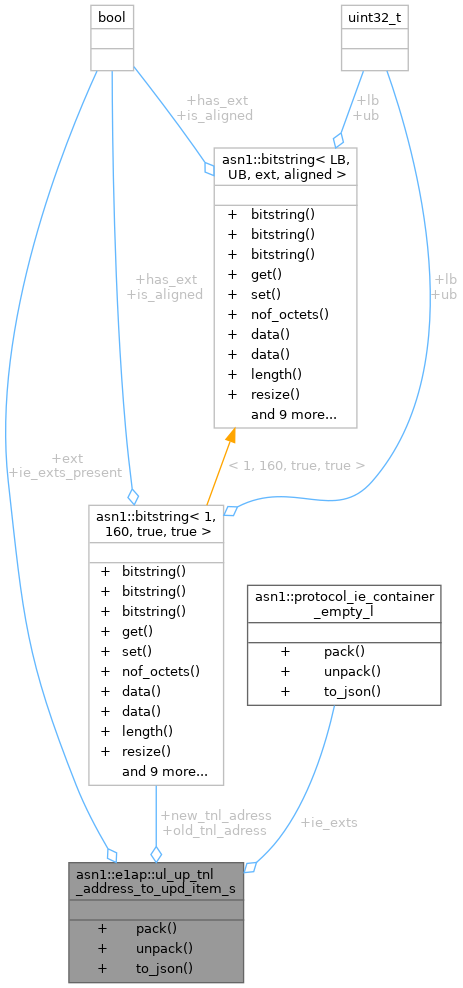 bool
uint32_t
+has_ext
+is_aligned
+lb
+ub
asn1::bitstring< LB,
UB, ext, aligned >
+ bitstring()
+ bitstring()
+ bitstring()
+ get()
+ set()
+ nof_octets()
+ data()
+ data()
+ length()
+ resize()
and 9 more...
+has_ext
+is_aligned
+lb
+ub
+ext
+ie_exts_present
< 1, 160, true, true >
asn1::bitstring< 1,
160, true, true >
+ bitstring()
+ bitstring()
+ bitstring()
+ get()
+ set()
+ nof_octets()
+ data()
+ data()
+ length()
+ resize()
and 9 more...
asn1::protocol_ie_container
_empty_l
+ pack()
+ unpack()
+ to_json()
+new_tnl_adress
+old_tnl_adress
+ie_exts
asn1::e1ap::ul_up_tnl
_address_to_upd_item_s
+ pack()
+ unpack()
+ to_json()